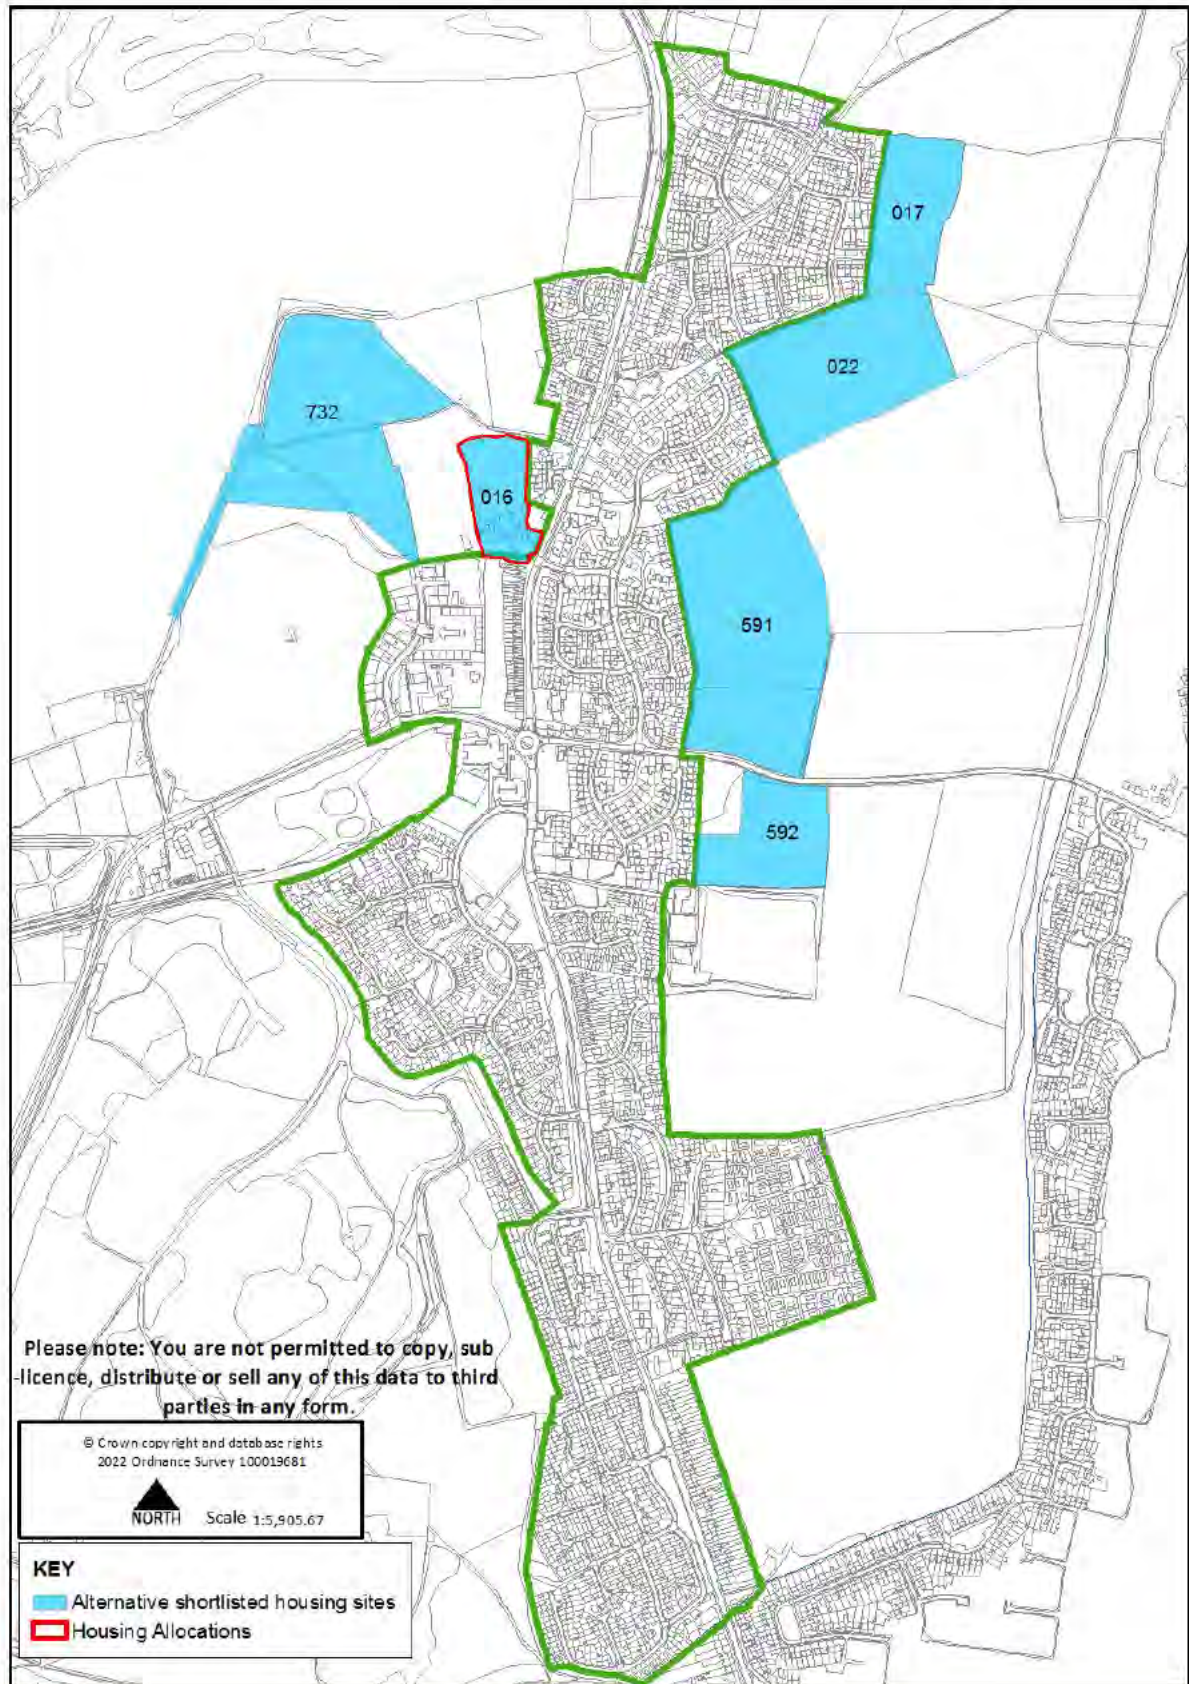 017
022
732
016
591
592
Please note: You are not permitted to copy, sub
-licence, distribute or sell any of this data to third
parties in any form.
© Crown copyright and database rights
2022 Ordnance Survey 100019681
NORTH Scale 1:5,905.67
KEY
Alternative shortlisted housing sites
Housing Allocations